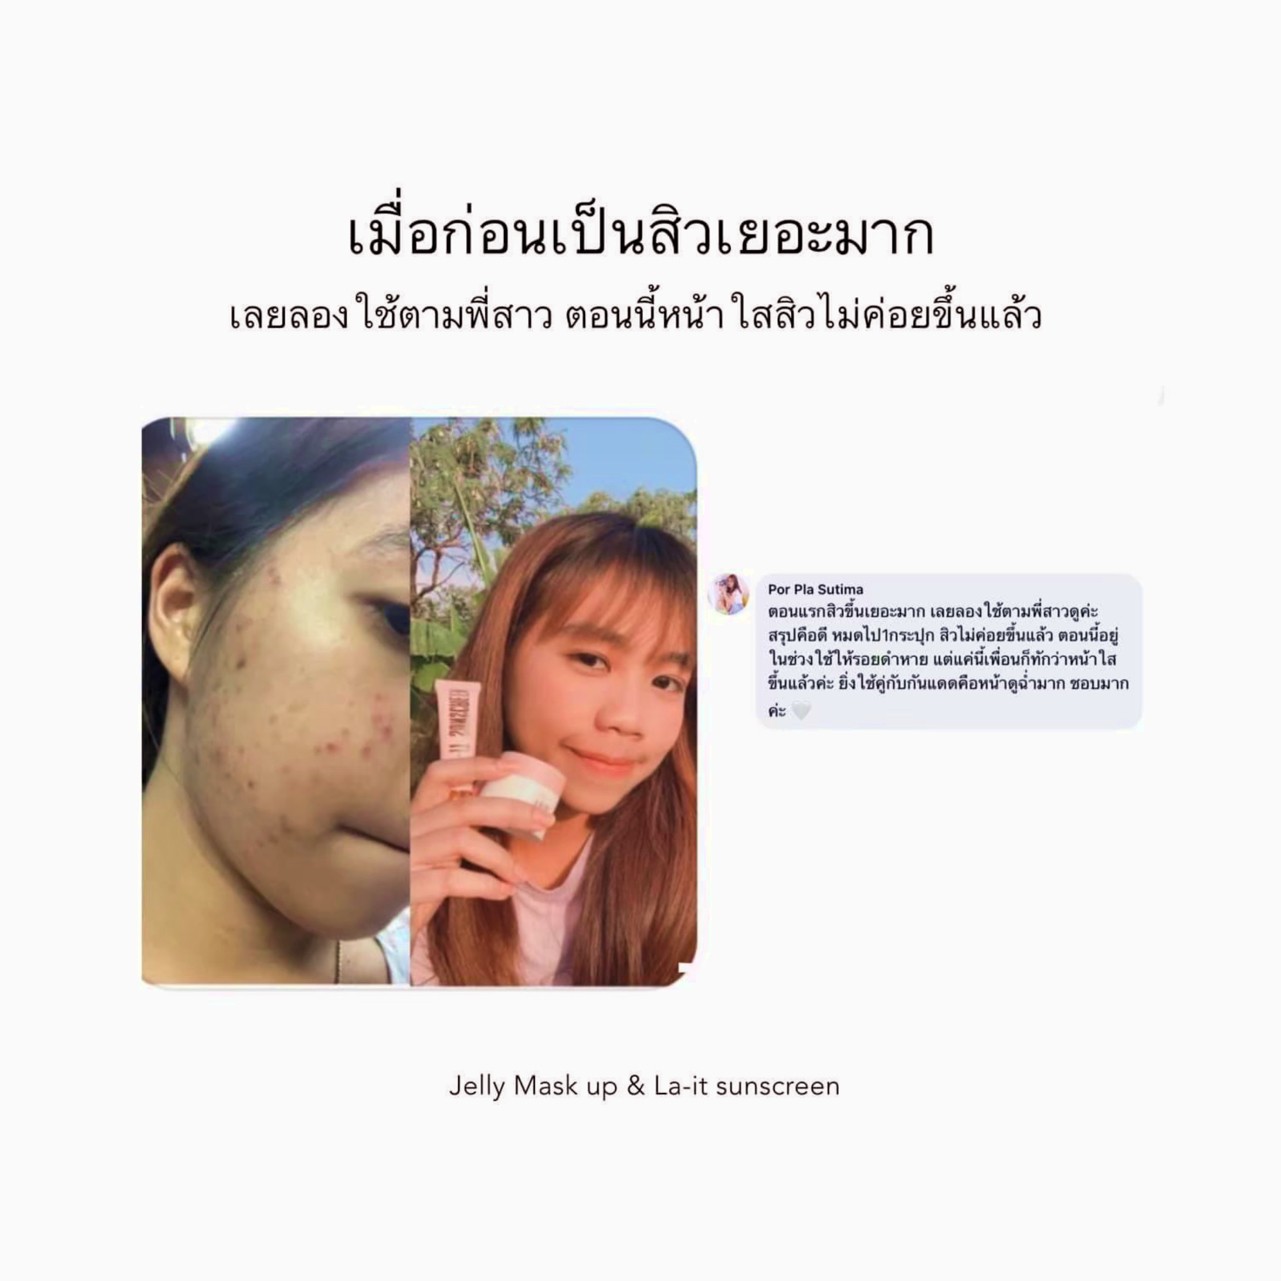 เมื่อก่อนเป็นสิวเยอะมาก
เลยลองใช้ตามพี่สาว ตอนนี้หน้าใสสิวไม่ค่อยขึ้นแล้ว
Por Pla Sutima
ตอนแรกสิวขึ้นเยอะมาก เลยลองใช้ตามพี่สาวดูค่ะ
สรุปคือดี หมดไป1กระปุก สิวไม่ค่อยขึ้นแล้ว ตอนนี้อยู่
ในช่วงใช้ให้รอยดำหาย แต่แค่นี้เพื่อนก็ทักว่าหน้าใส
ขึ้นแล้วค่ะ ยิ่งใช้คู่กับกันแดดคือหน้าดูฉ่ำมาก ชอบมาก
ค่ะ 🤍
Jelly Mask up & La-it sunscreen